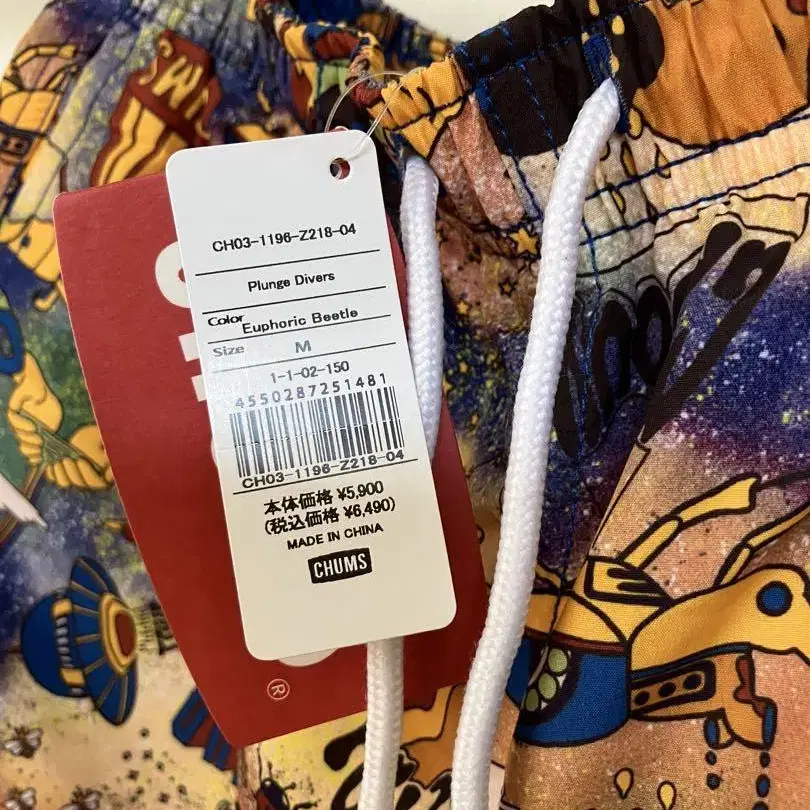 CH03-1196-Z218-04
Plunge Divers
Color Euphoric Beetle
Size M
1-1-02-150
4550287251481
CH03-1196-Z218-04
本体価格 ¥5,900
(税込価格 ¥6,490)
MADE IN CHINA
CHUMS
®